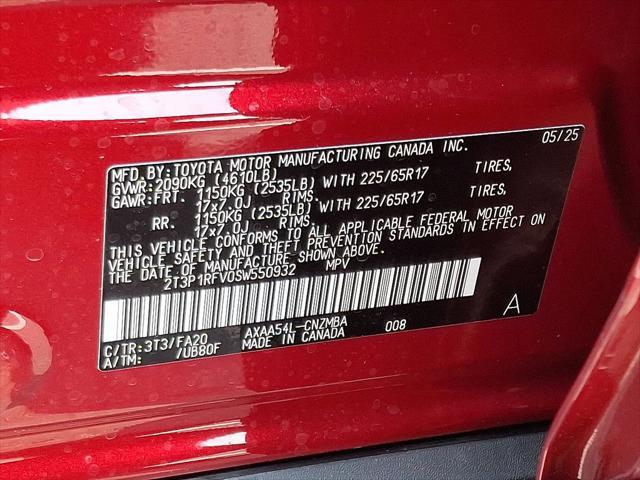 MFD.BY:TOYOTA MOTOR MANUFACTURING CANADA INC. 05/25
GVWR:2090KG (4610LB)
GAWR:FRT. 1150KG (2535LB) WITH 225/65R17 TIRES,
17x7.0J RIMS.
RR. 1150KG (2535LB) WITH 225/65R17 TIRES,
17x7.0J RIMS.
THIS VEHICLE CONFORMS TO ALL APPLICABLE FEDERAL MOTOR
VEHICLE SAFETY AND THEFT PREVENTION STANDARDS IN EFFECT ON
THE DATE OF MANUFACTURE SHOWN ABOVE.
2T3P1RFV0SW550932 MPV
A
C/TR:3T3/FA20 AXAA54L-CNZMBA 008
A/TM: /UB80F MADE IN CANADA